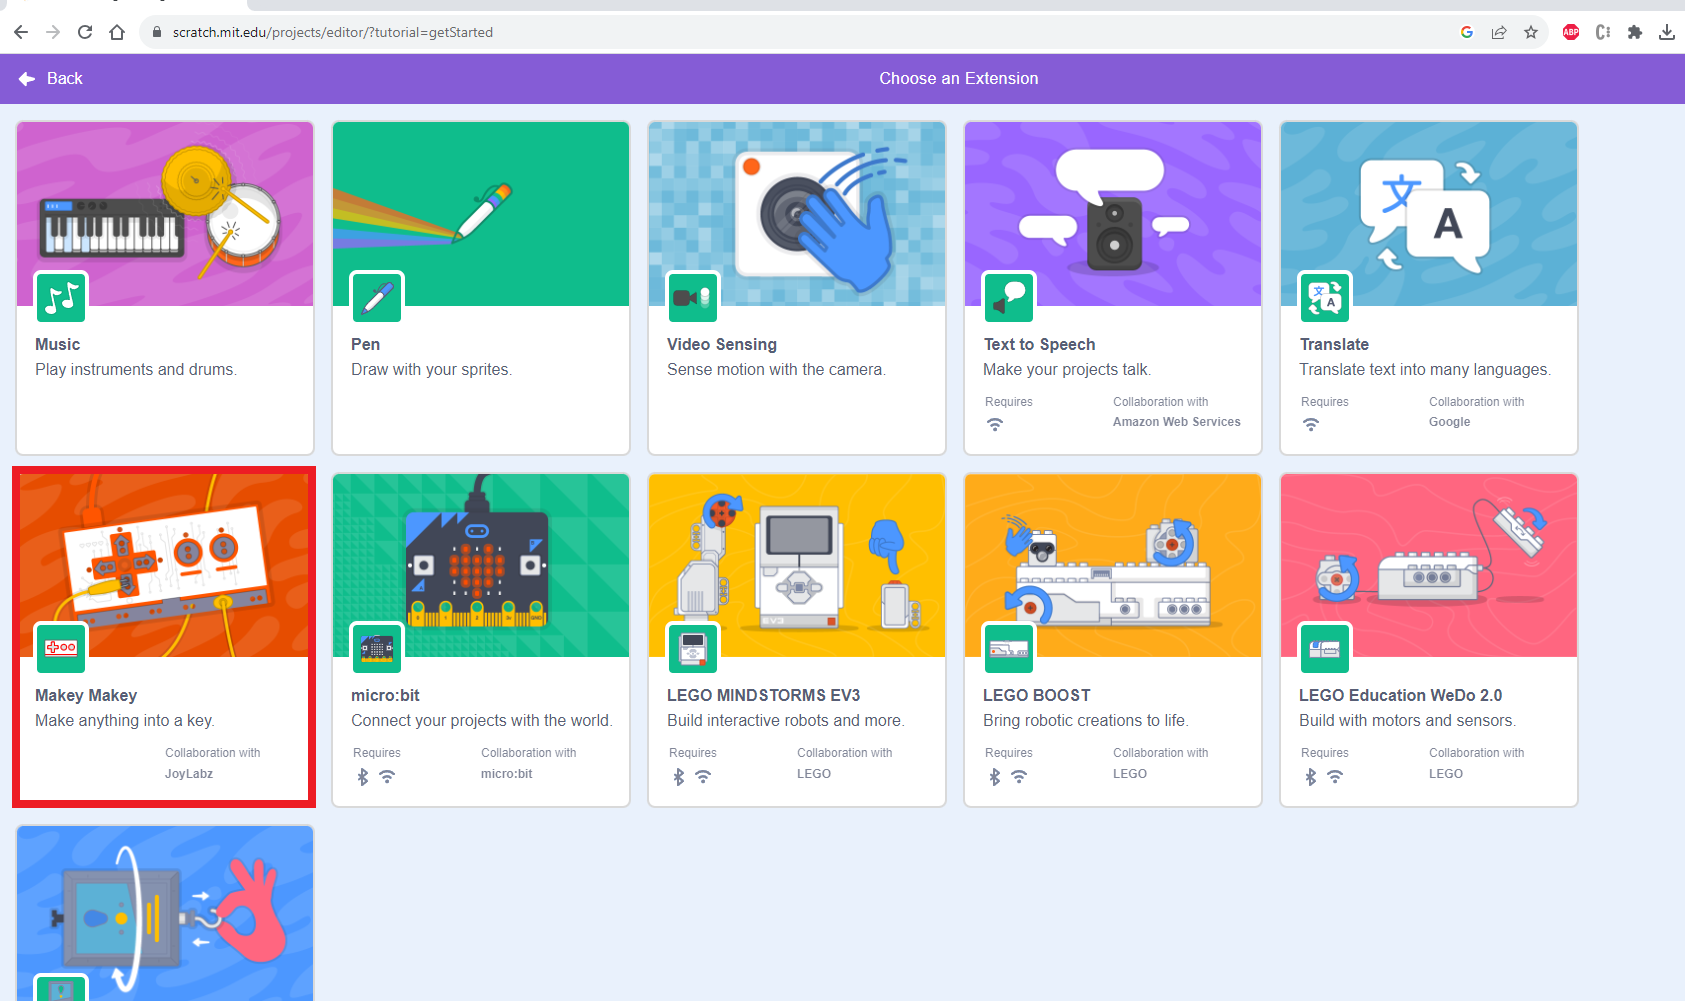 scratch.mit.edu/projects/editor/?tutorial=getStarted
ABP
Back
Choose an Extension
文
A
文
A
Music
Play instruments and drums.
Pen
Draw with your sprites.
Video Sensing
Sense motion with the camera.
Text to Speech
Make your projects talk.
Requires
Collaboration with
Amazon Web Services
Translate
Translate text into many languages.
Requires
Collaboration with
Google
EV3
Makey Makey
Make anything into a key.
Collaboration with
JoyLabz
micro:bit
Connect your projects with the world.
Requires
Collaboration with
micro:bit
LEGO MINDSTORMS EV3
Build interactive robots and more.
Requires
Collaboration with
LEGO
LEGO BOOST
Bring robotic creations to life.
Requires
Collaboration with
LEGO
LEGO Education WeDo 2.0
Build with motors and sensors.
Requires
Collaboration with
LEGO